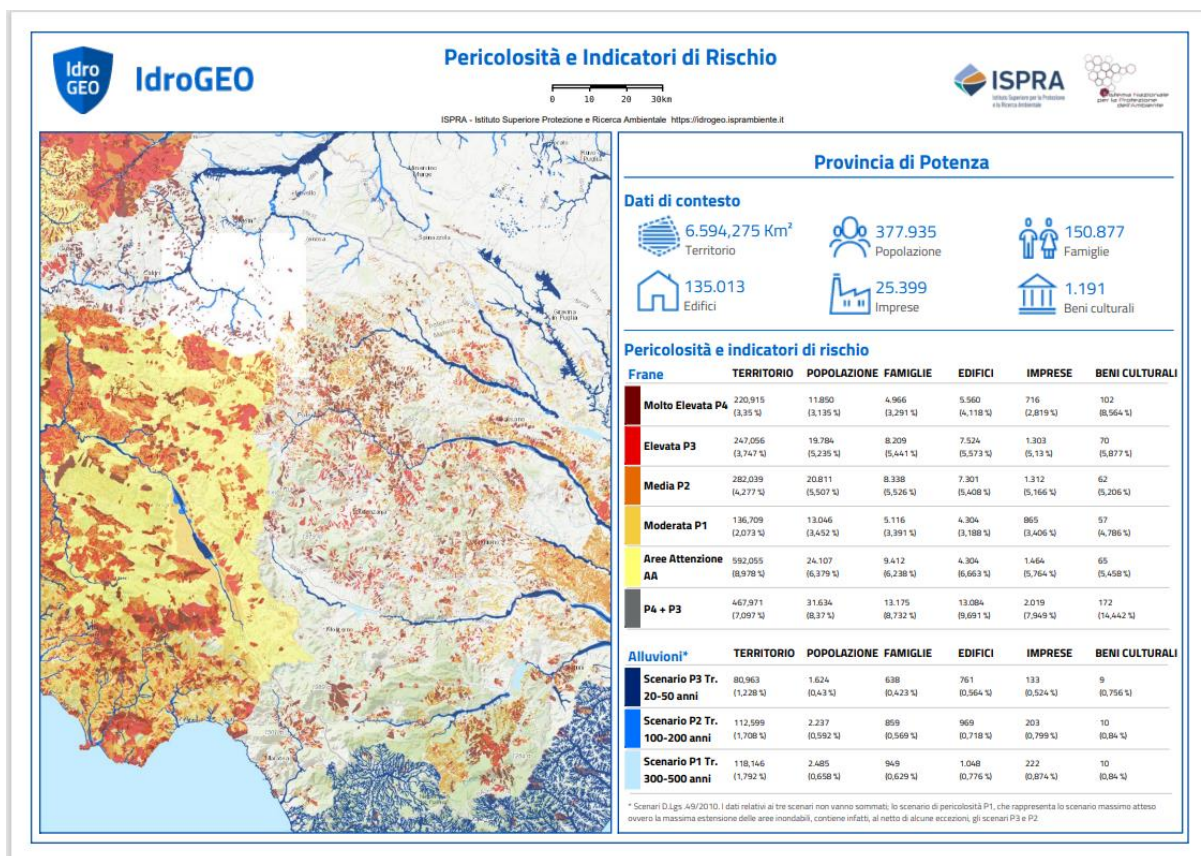 Idro
GEO
IdroGEO
Pericolosità e Indicatori di Rischio
0 10 20 30km
ISPRA - Istituto Superiore Protezione e Ricerca Ambientale https://idrogeo.isprambiente.it
ISPRA
Istituto Superiore per la Protezione
e la Ricerca Ambientale
Sistema Nazionale
per la Protezione
dell'Ambiente
Provincia di Potenza
Dati di contesto
6.594,275 Km²
Territorio
377.935
Popolazione
150.877
Famiglie
135.013
Edifici
25.399
Imprese
1.191
Beni culturali
Pericolosità e indicatori di rischio
Frane TERRITORIO POPOLAZIONE FAMIGLIE EDIFICI IMPRESE BENI CULTURALI
Molto Elevata P4 220,915 11.850 4.966 5.560 716 102
(3,35 %) (3,135 %) (3,291 %) (4,118 %) (2,819 %) (8,564 %)
Elevata P3 247,056 19.784 8.209 7.524 1.303 70
(3,747 %) (5,235 %) (5,441 %) (5,573 %) (5,13 %) (5,877 %)
Media P2 282,039 20.811 8.338 7.301 1.312 62
(4,277 %) (5,507 %) (5,526 %) (5,408 %) (5,166 %) (5,206 %)
Moderata P1 136,709 13.046 5.116 4.304 865 57
(2,073 %) (3,452 %) (3,391 %) (3,188 %) (3,406 %) (4,786 %)
Aree Attenzione 592,055 24.107 9.412 4.304 1.464 65
AA (8,978 %) (6,379 %) (6,238 %) (6,663 %) (5,764 %) (5,458 %)
P4 + P3 467,971 31.634 13.175 13.084 2.019 172
(7,097 %) (8,37 %) (8,732 %) (9,691 %) (7,949 %) (14,442 %)
Alluvioni* TERRITORIO POPOLAZIONE FAMIGLIE EDIFICI IMPRESE BENI CULTURALI
Scenario P3 Tr. 80,963 1.624 638 761 133 9
20-50 anni (1,228 %) (0,43 %) (0,423 %) (0,564 %) (0,524 %) (0,756 %)
Scenario P2 Tr. 112,599 2.237 859 969 203 10
100-200 anni (1,708 %) (0,592 %) (0,569 %) (0,718 %) (0,799 %) (0,84 %)
Scenario P1 Tr. 118,146 2.485 949 1.048 222 10
300-500 anni (1,792 %) (0,658 %) (0,629 %) (0,776 %) (0,874 %) (0,84 %)
* Scenari D.Lgs .49/2010. I dati relativi ai tre scenari non vanno sommati; lo scenario di pericolosità P1, che rappresenta lo scenario massimo atteso
ovvero la massima estensione delle aree inondabili, contiene infatti, al netto di alcune eccezioni, gli scenari P3 e P2